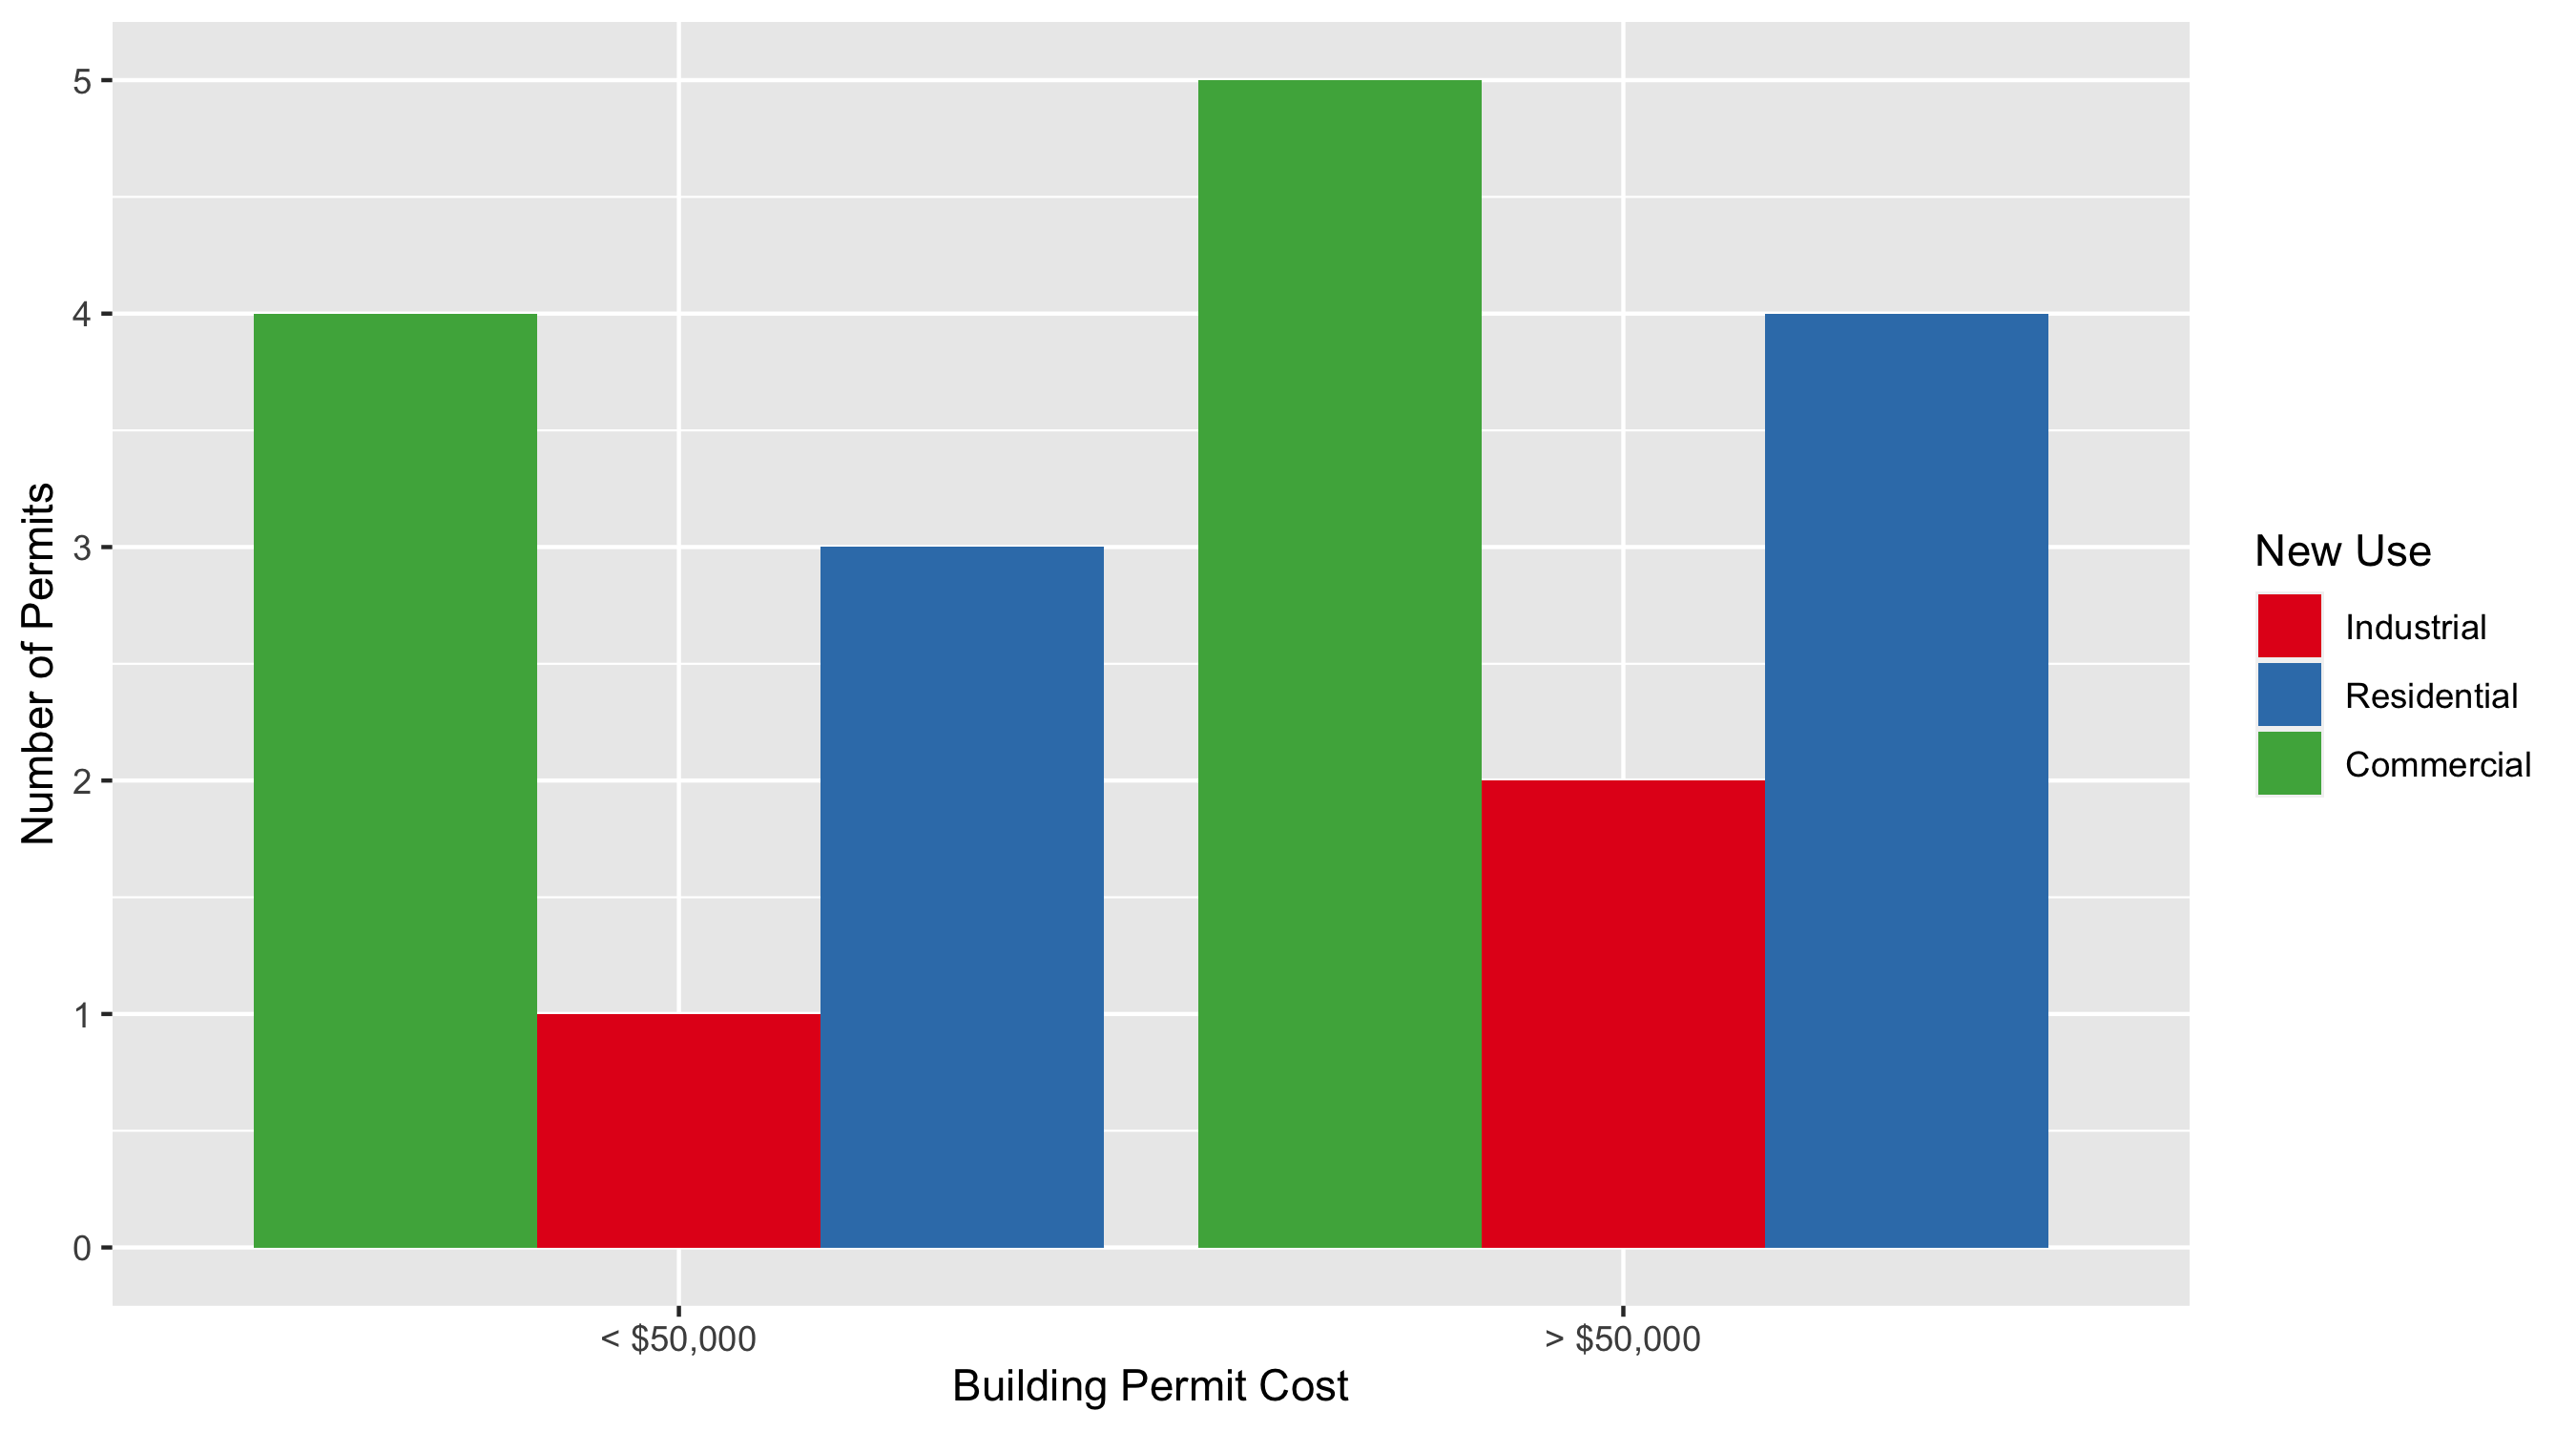 Number of Permits
5
4
3
2
1
0
< $50,000
> $50,000
Building Permit Cost
New Use
Industrial
Residential
Commercial